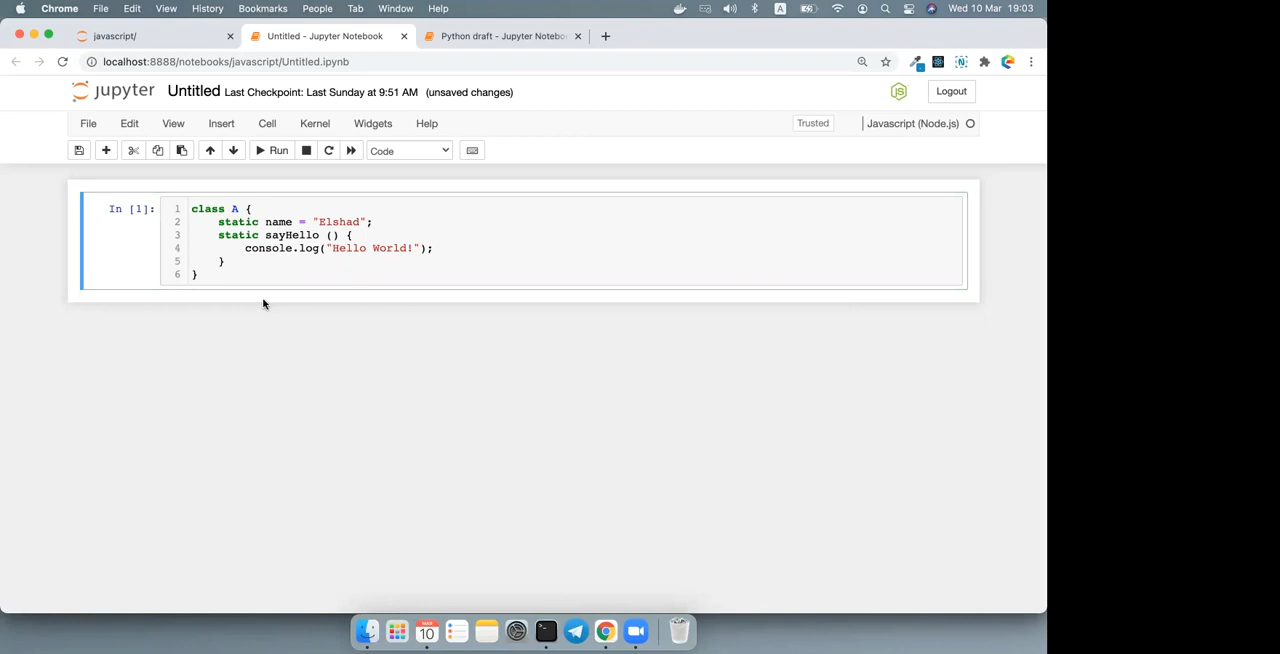 Chrome File Edit View History Bookmarks People Tab Window Help A Wed 10 Mar 19:03
javascript/ Untitled - Jupyter Notebook Python draft - Jupyter Notebo
localhost:8888/notebooks/javascript/Untitled.ipynb
jupyter Untitled Last Checkpoint: Last Sunday at 9:51 AM (unsaved changes) JS Logout
File Edit View Insert Cell Kernel Widgets Help Trusted Javascript (Node.js)
Run Code
In [1]: 1 class A {
2 static name = "Elshad";
3 static sayHello () {
4 console.log("Hello World!");
5 }
6 }
MAR
10